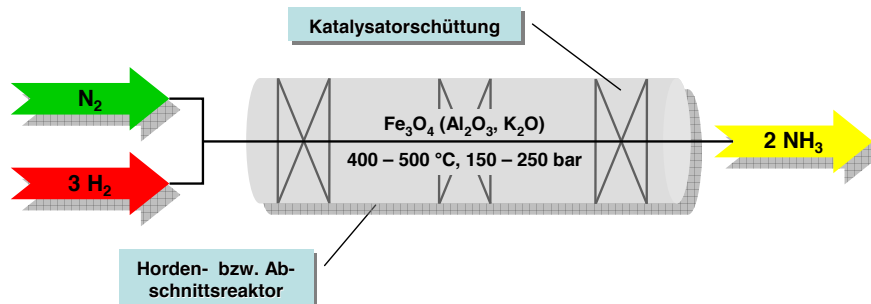 Katalysatorschüttung
N₂
Fe₃O₄ (Al₂O₃, K₂O)
2 NH₃
400 – 500 °C, 150 – 250 bar
3 H₂
Horden- bzw. Ab-
schnittsreaktor